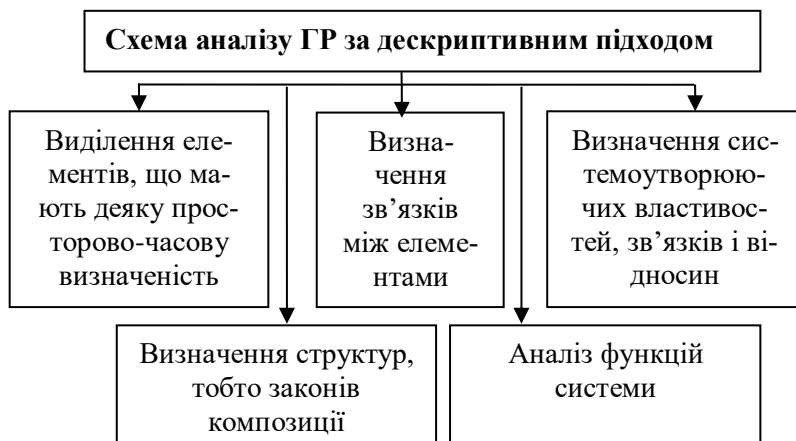 Схема аналізу ГР за дескриптивним підходом
Виділення еле-
ментів, що ма-
ють деяку прос-
торово-часову
визначеність
Визна-
чення
зв’язків
між елеме-
нтами
Визначення сис-
темоутворюю-
чих властивос-
тей, зв’язків і ві-
дносин
Визначення структур,
тобто законів
композиції
Аналіз функцій
системи